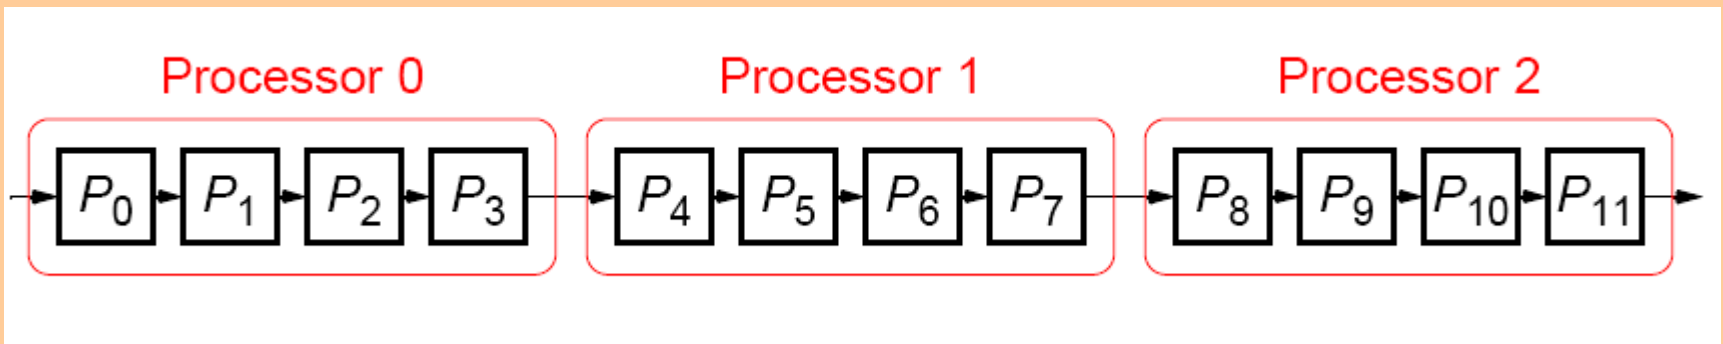 Processor 0 Processor 1 Processor 2
P0 P1 P2 P3 P4 P5 P6 P7 P8 P9 P10 P11